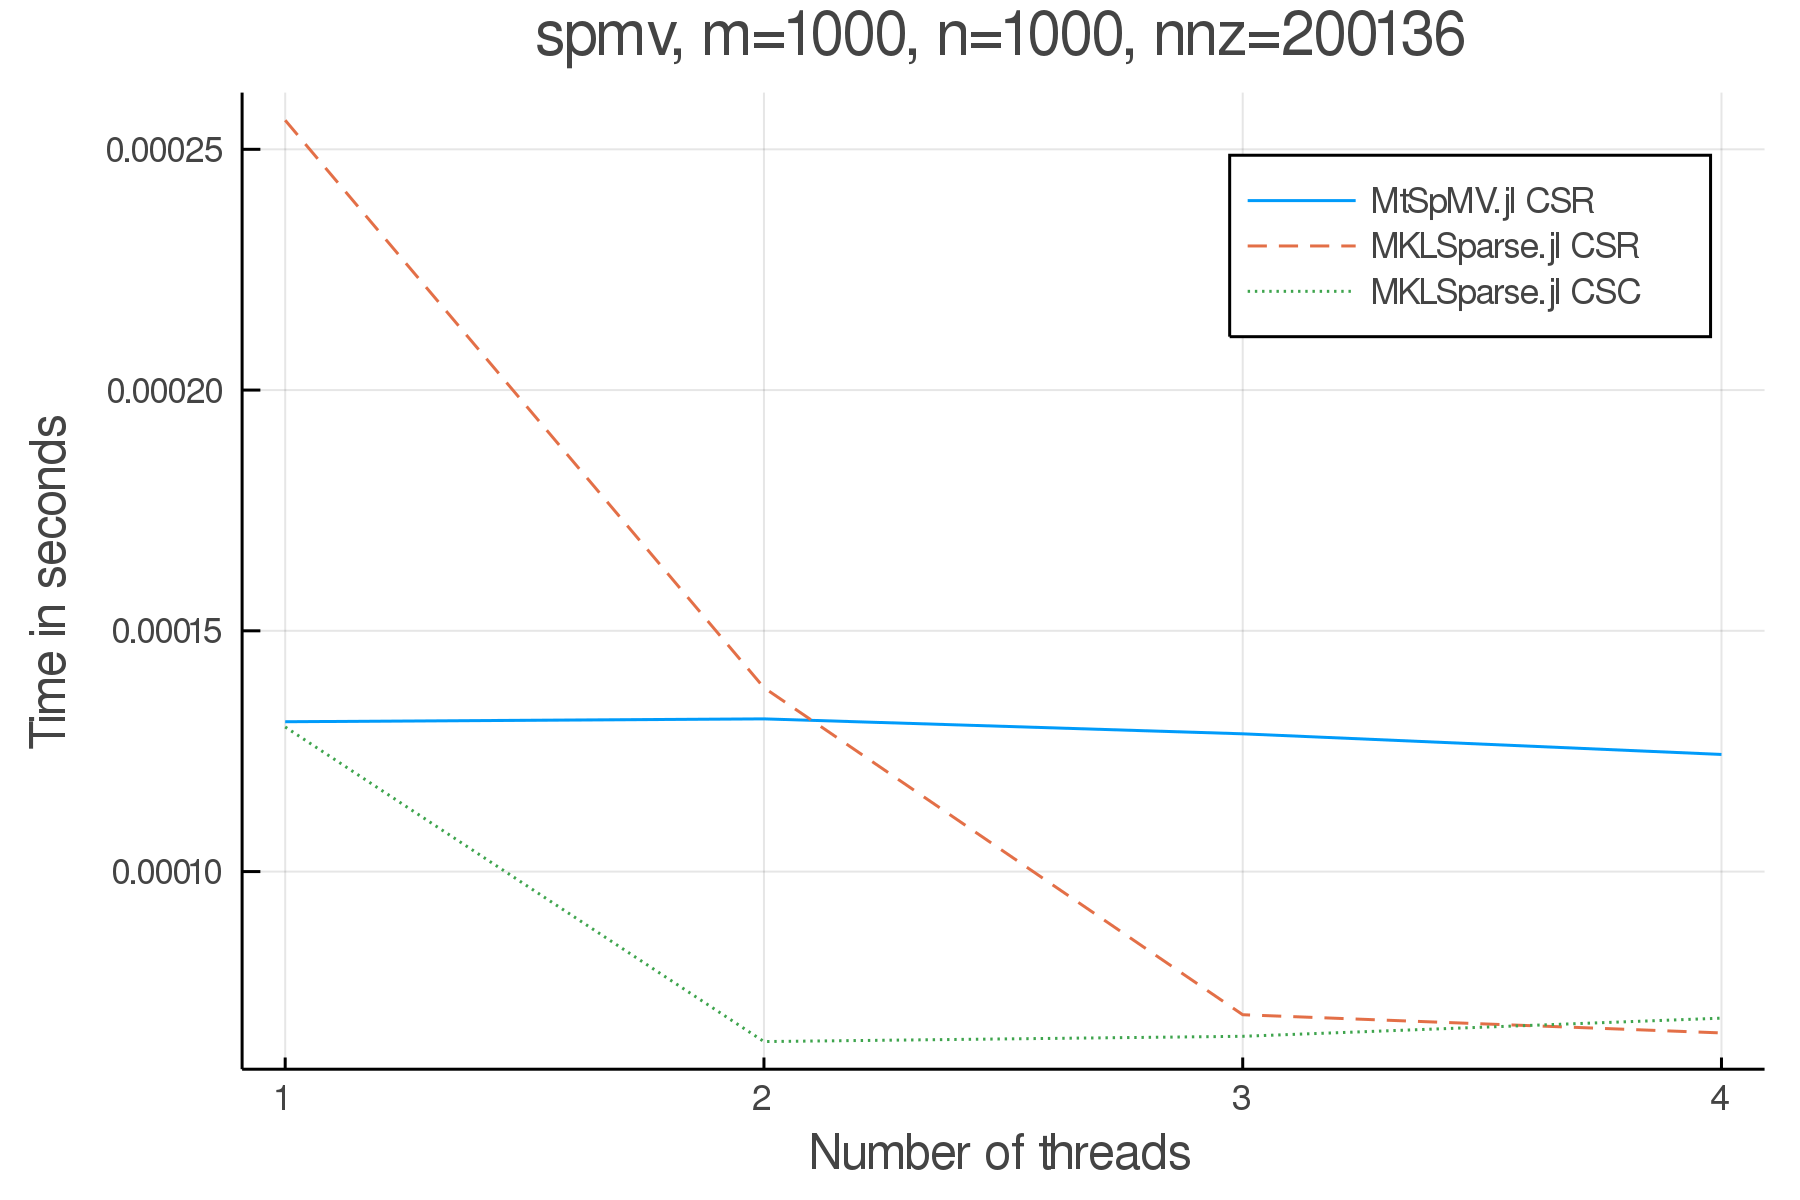 spmv, m=1000, n=1000, nnz=200136
0.00025
0.00020
0.00015
0.00010
Time in seconds
MtSpMV.jl CSR
MKLSparse.jl CSR
MKLSparse.jl CSC
1 2 3 4
Number of threads